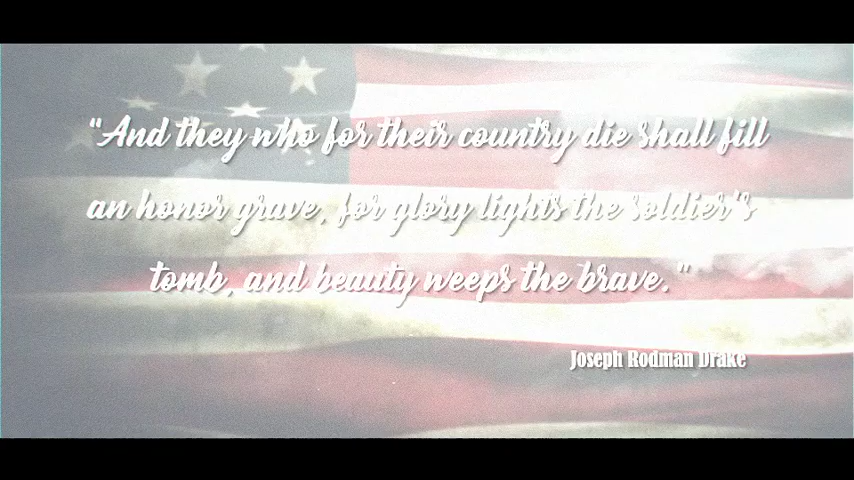 "And they who for their country die shall fill
an honor grave, for glory lights the soldier's
tomb, and beauty weeps the brave."
Joseph Rodman Drake